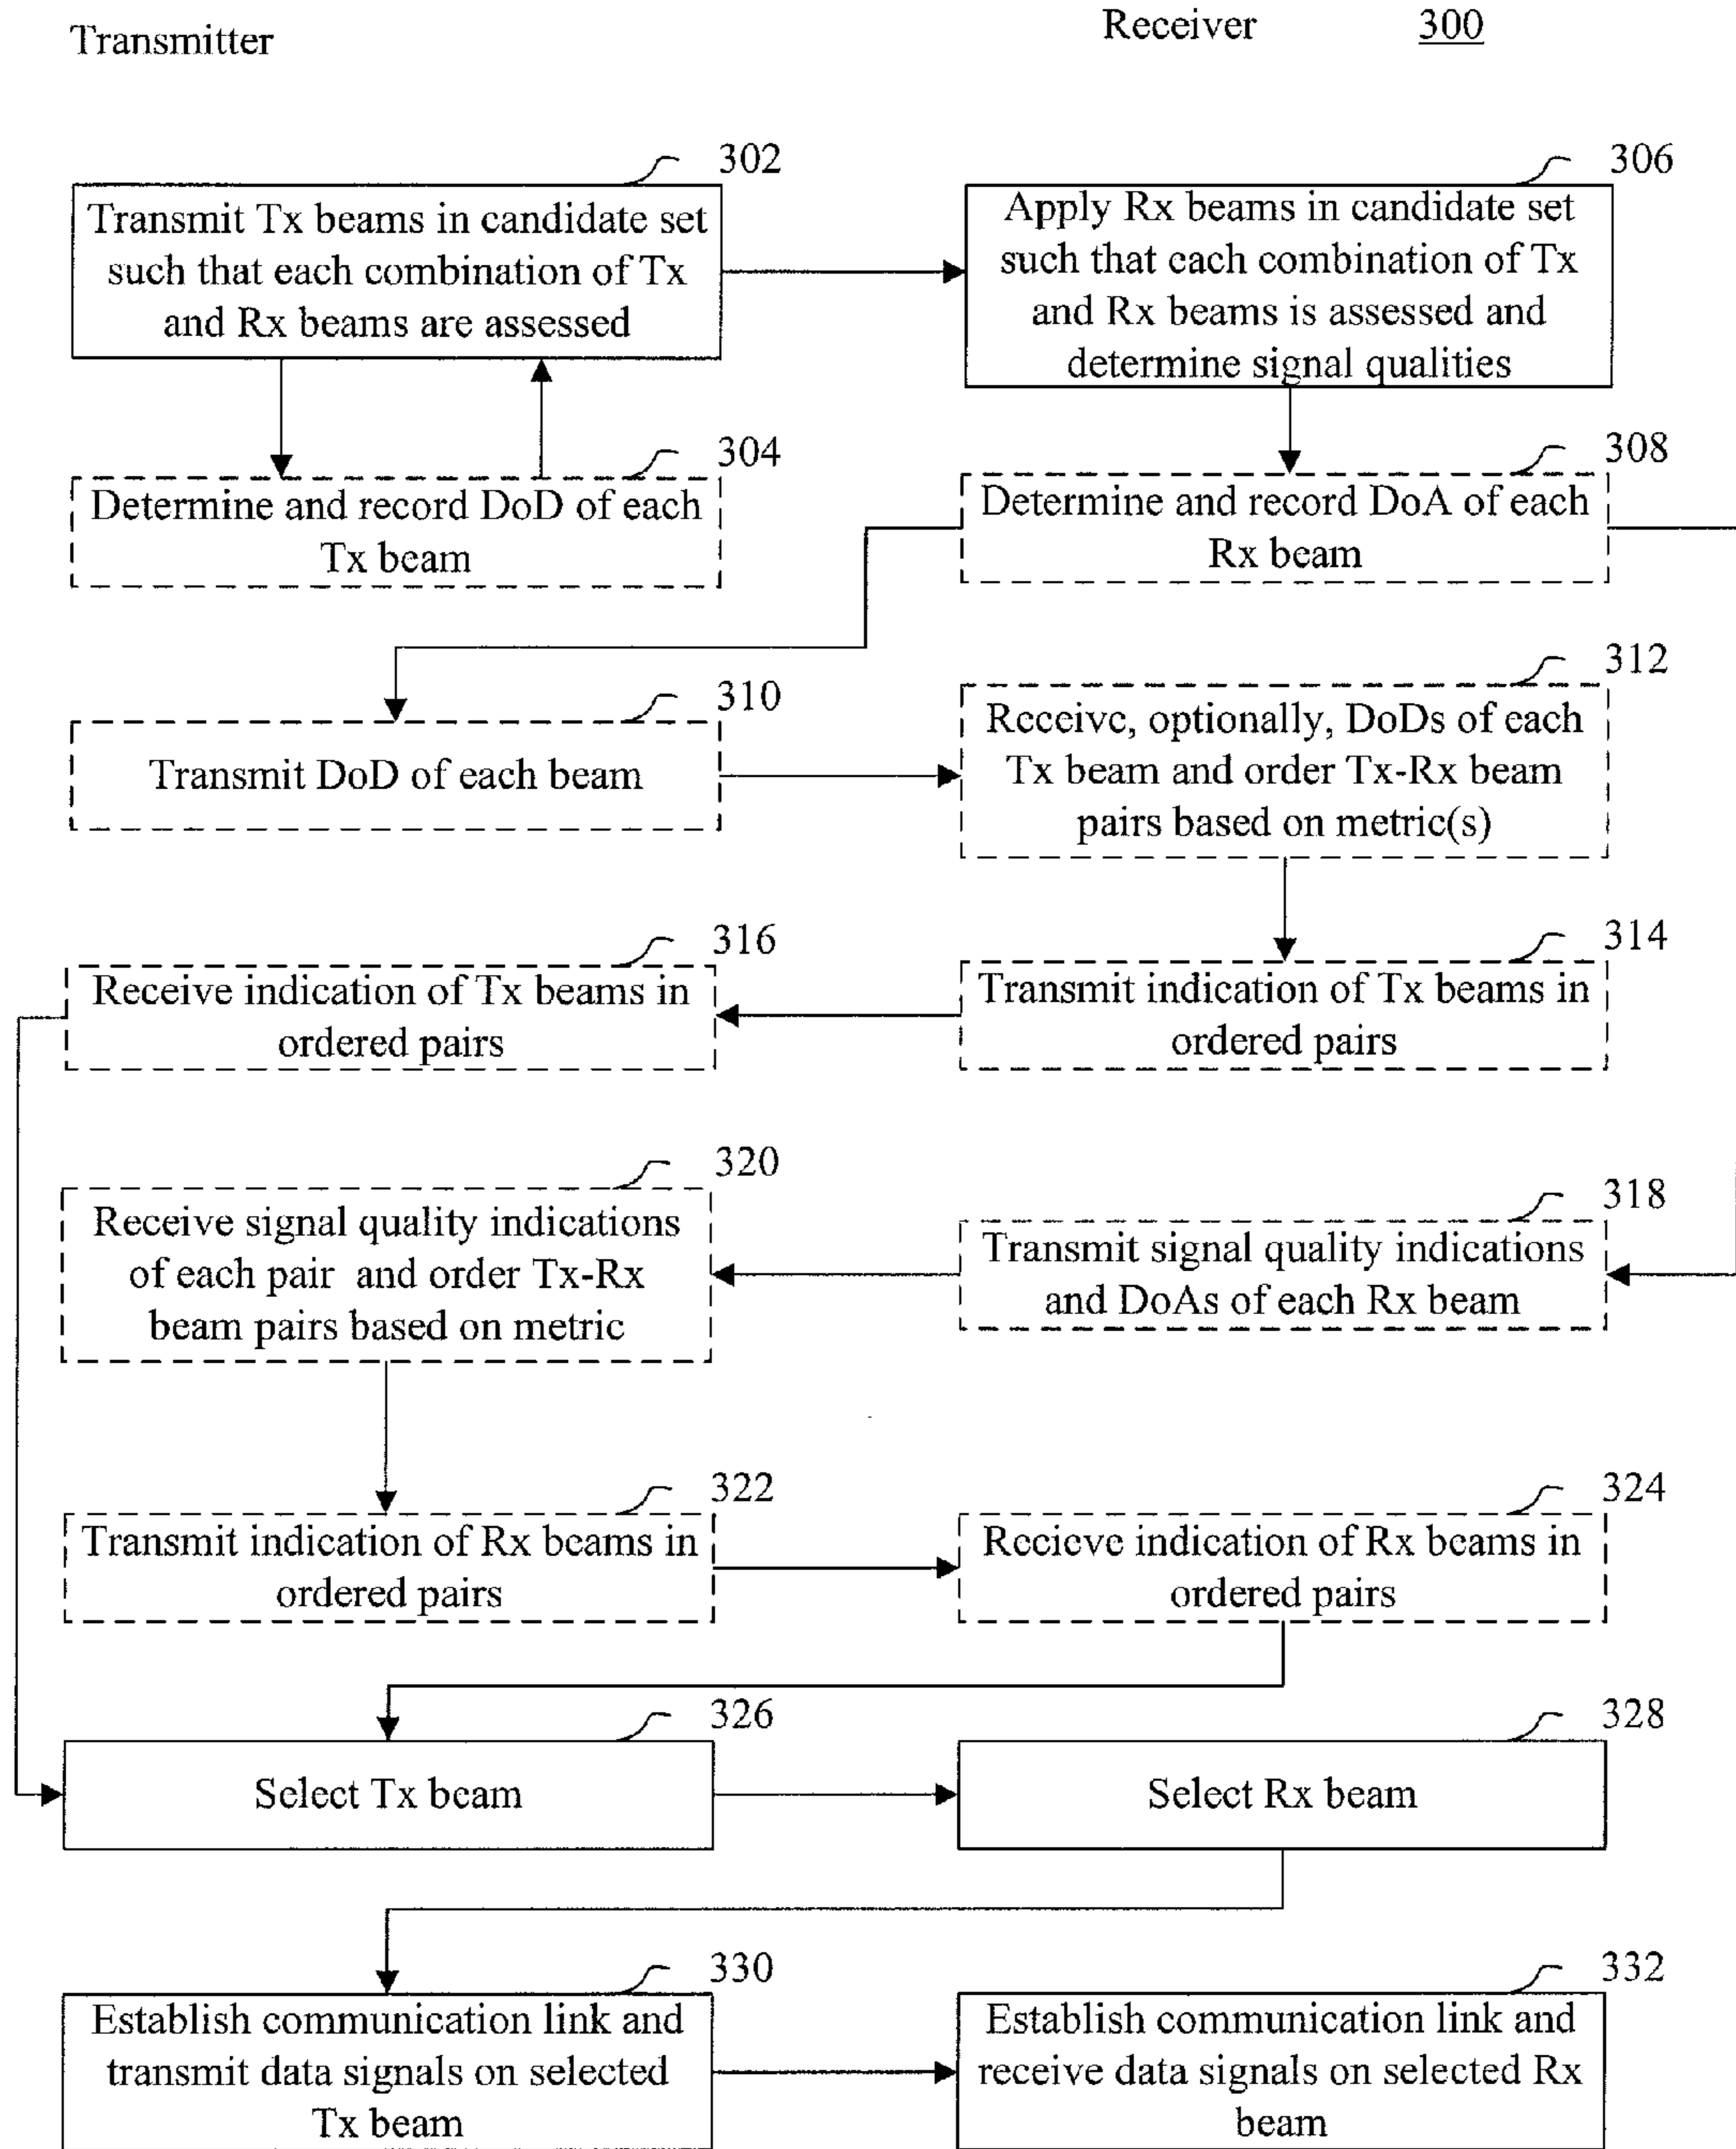 Transmitter
Receiver 300
302
Transmit Tx beams in candidate set
such that each combination of Tx
and Rx beams are assessed
306
Apply Rx beams in candidate set
such that each combination of Tx
and Rx beams is assessed and
determine signal qualities
304
Determine and record DoD of each
Tx beam
308
Determine and record DoA of each
Rx beam
310
Transmit DoD of each beam
312
Receive, optionally, DoDs of each
Tx beam and order Tx-Rx beam
pairs based on metric(s)
316
Receive indication of Tx beams in
ordered pairs
314
Transmit indication of Tx beams in
ordered pairs
320
Receive signal quality indications
of each pair and order Tx-Rx
beam pairs based on metric
318
Transmit signal quality indications
and DoAs of each Rx beam
322
Transmit indication of Rx beams in
ordered pairs
324
Recieve indication of Rx beams in
ordered pairs
326
Select Tx beam
328
Select Rx beam
330
Establish communication link and
transmit data signals on selected
Tx beam
332
Establish communication link and
receive data signals on selected Rx
beam